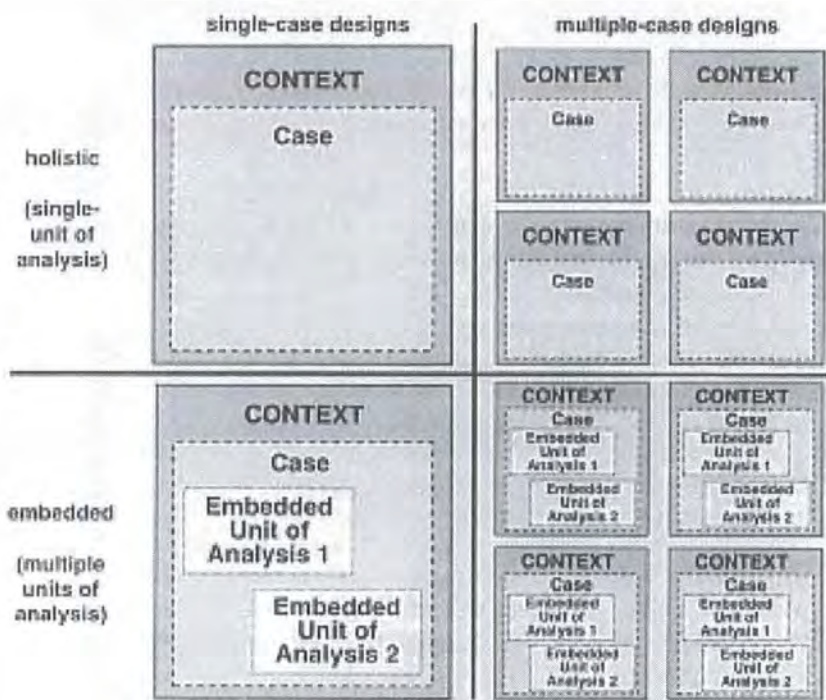 single-case designs
multiple-case designs
holistic
(single-
unit of
analysis)
CONTEXT
Case
CONTEXT
Case
CONTEXT
Case
CONTEXT
Case
CONTEXT
Case
embedded
(multiple
units of
analysis)
CONTEXT
Case
Embedded
Unit of
Analysis 1
Embedded
Unit of
Analysis 2
CONTEXT
Case
Embedded
Unit of
Analysis 1
Embedded
Unit of
Analysis 2
CONTEXT
Case
Embedded
Unit of
Analysis 1
Embedded
Unit of
Analysis 2
CONTEXT
Case
Embedded
Unit of
Analysis 1
Embedded
Unit of
Analysis 2
CONTEXT
Case
Embedded
Unit of
Analysis 1
Embedded
Unit of
Analysis 2